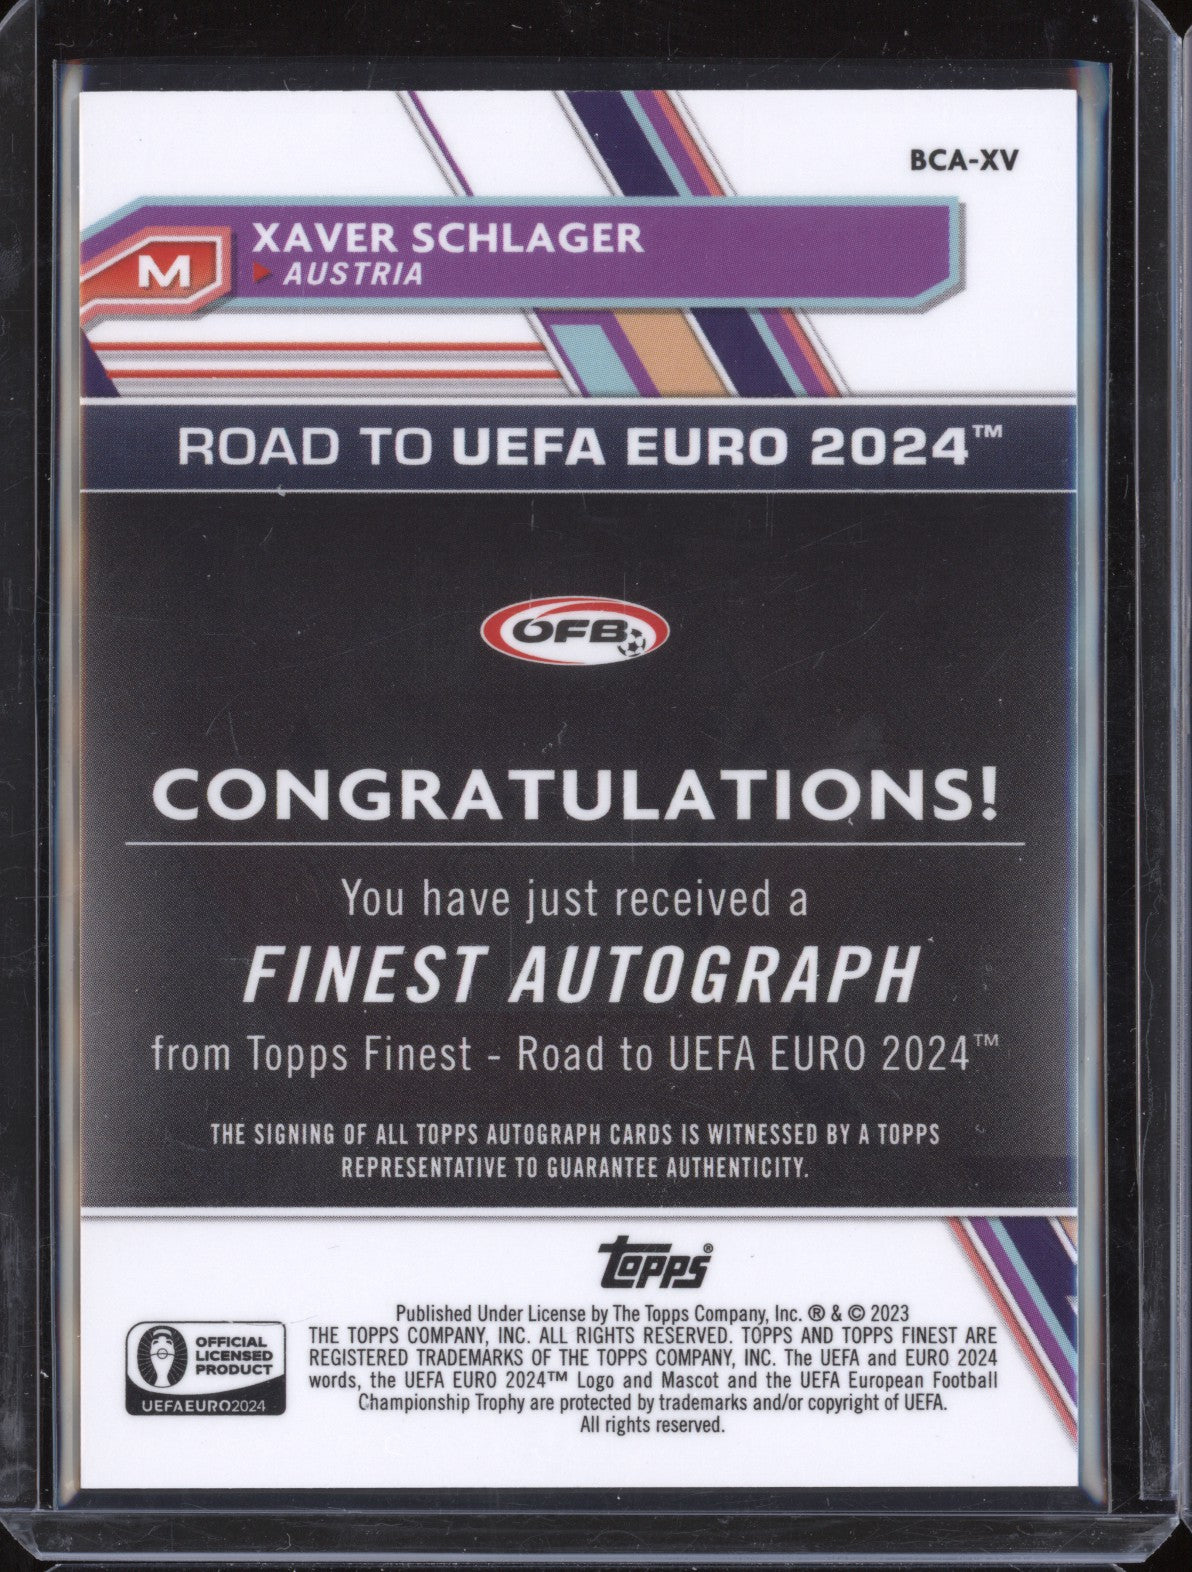 BCA-XV
XAVER SCHLAGER
M
AUSTRIA
ROAD TO UEFA EURO 2024™
ÖFB
CONGRATULATIONS!
You have just received a
FINEST AUTOGRAPH
from Topps Finest - Road to UEFA EURO 2024™
THE SIGNING OF ALL TOPPS AUTOGRAPH CARDS IS WITNESSED BY A TOPPS
REPRESENTATIVE TO GUARANTEE AUTHENTICITY.
topps®
Published Under License by The Topps Company, Inc. ® & © 2023
THE TOPPS COMPANY, INC. ALL RIGHTS RESERVED. TOPPS AND TOPPS FINEST ARE
REGISTERED TRADEMARKS OF THE TOPPS COMPANY, INC. The UEFA and EURO 2024
words, the UEFA EURO 2024™ Logo and Mascot and the UEFA European Football
Championship Trophy are protected by trademarks and/or copyright of UEFA.
All rights reserved.
OFFICIAL
LICENSED
PRODUCT
UEFAEURO2024